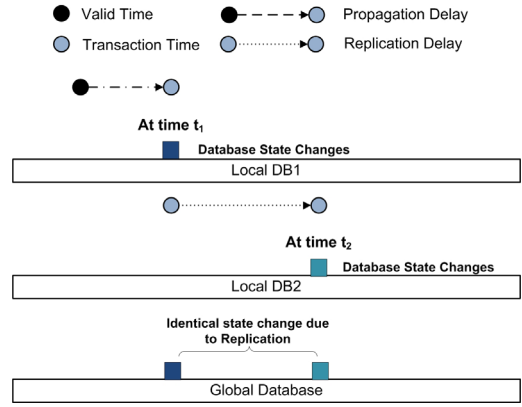 Valid Time
Propagation Delay
Transaction Time
Replication Delay
At time t₁
Database State Changes
Local DB1
At time t₂
Database State Changes
Local DB2
Identical state change due
to Replication
Global Database